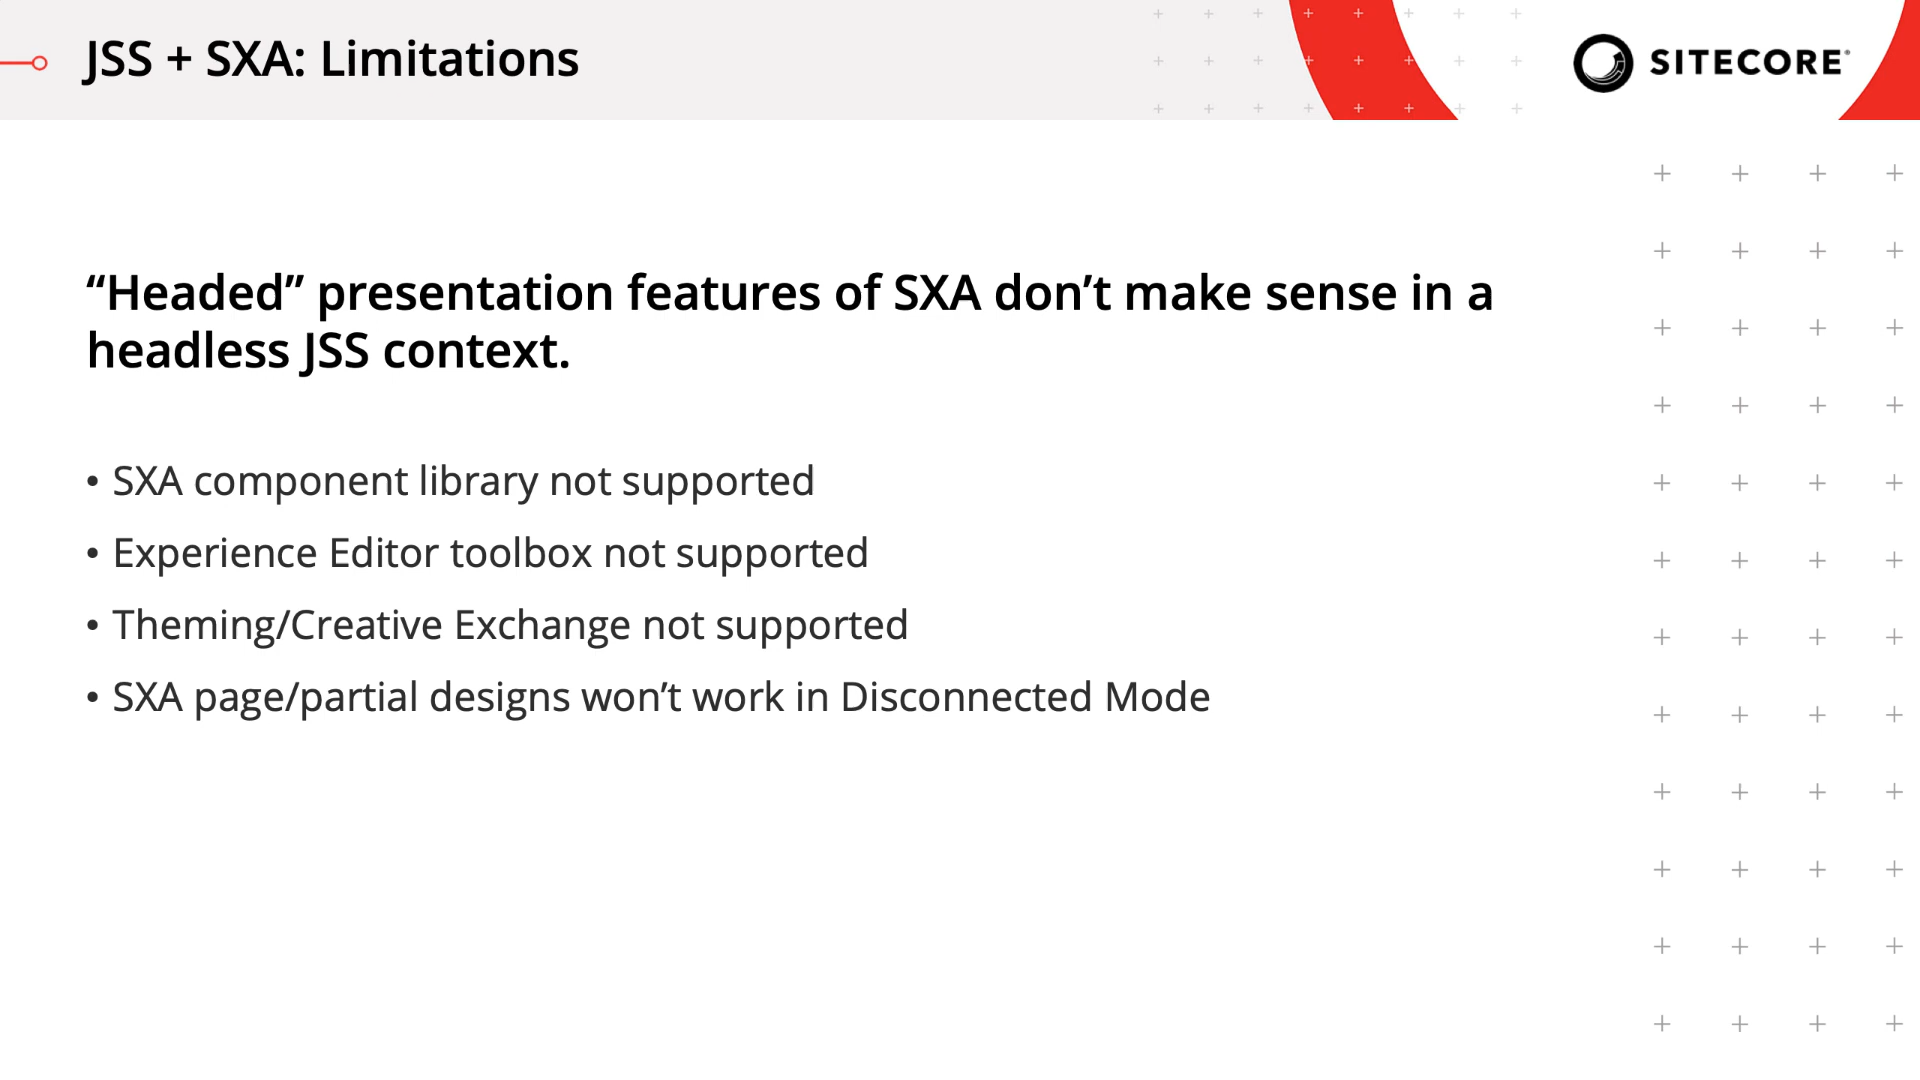 JSS + SXA: Limitations
SITECORE®
“Headed” presentation features of SXA don’t make sense in a
headless JSS context.
• SXA component library not supported
• Experience Editor toolbox not supported
• Theming/Creative Exchange not supported
• SXA page/partial designs won’t work in Disconnected Mode